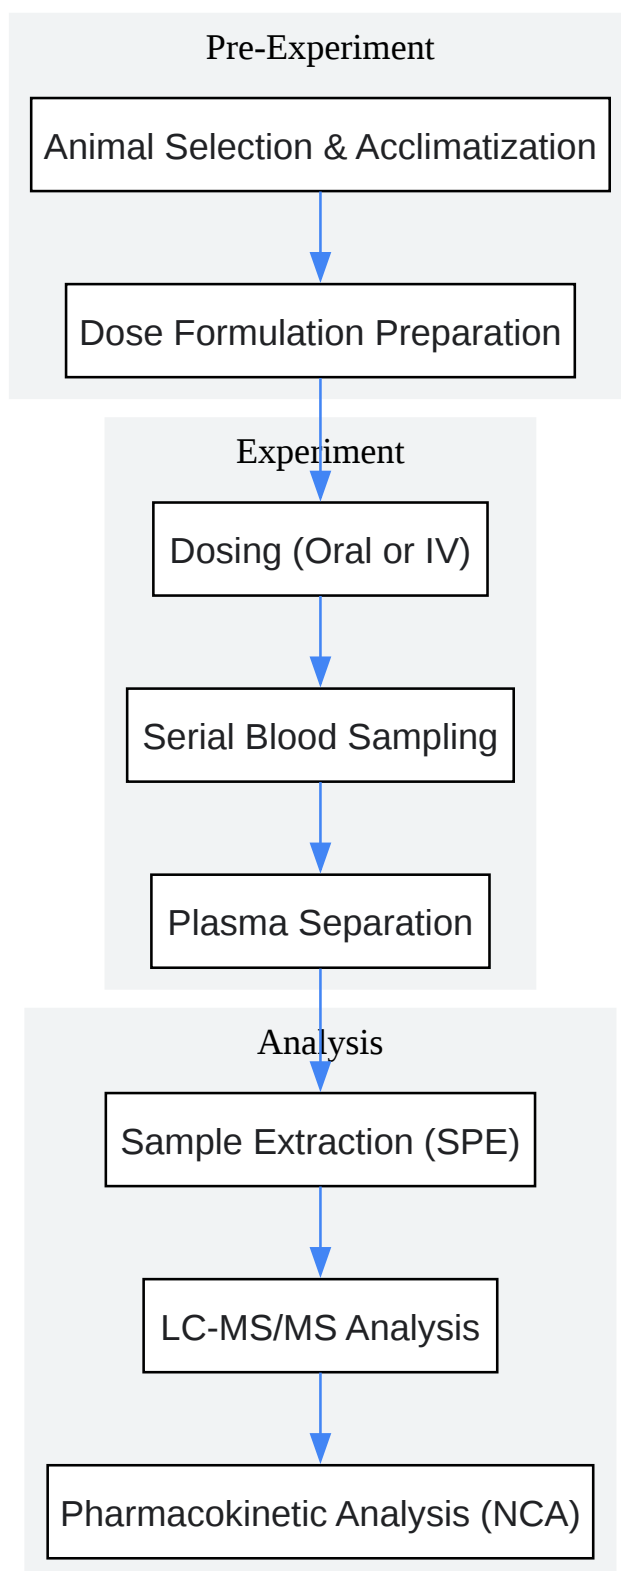 Pre-Experiment
Animal Selection & Acclimatization
Dose Formulation Preparation
Experiment
Dosing (Oral or IV)
Serial Blood Sampling
Plasma Separation
Analysis
Sample Extraction (SPE)
LC-MS/MS Analysis
Pharmacokinetic Analysis (NCA)